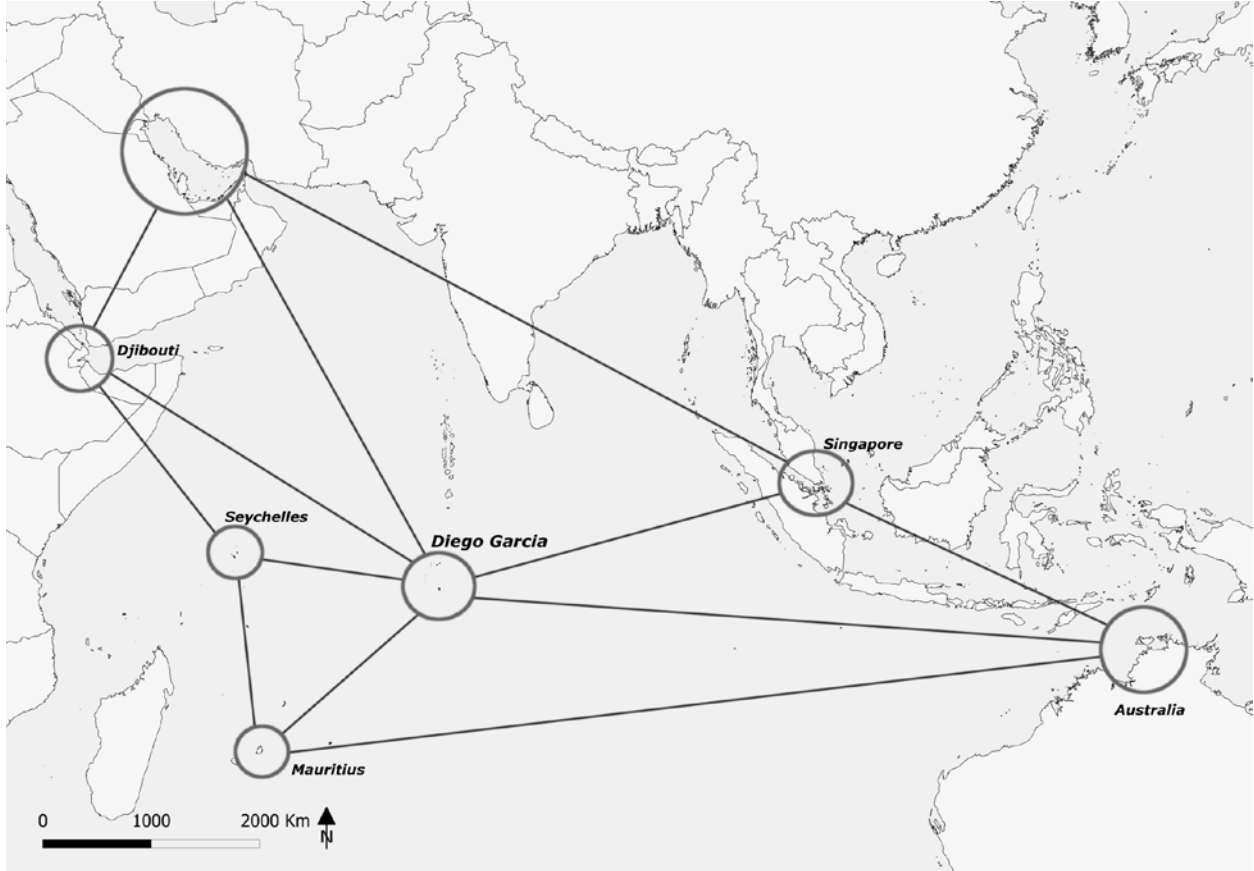 Djibouti
Singapore
Seychelles
Diego Garcia
Australia
Mauritius
0 1000 2000 Km
N